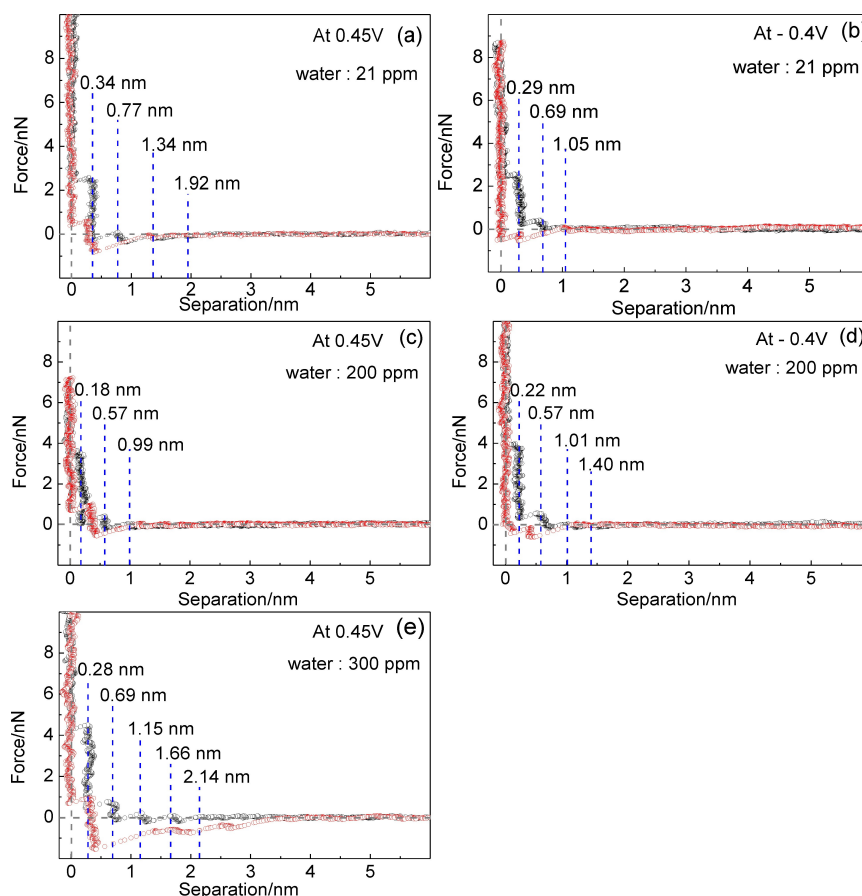 (a)
At 0.45V
water : 21 ppm
0.34 nm
0.77 nm
1.34 nm
1.92 nm
Force/nN
8
6
4
2
0
0 1 2 3 4 5
Separation/nm
(b)
At - 0.4V
water : 21 ppm
0.29 nm
0.69 nm
1.05 nm
Force/nN
8
6
4
2
0
0 1 2 3 4 5
Separation/nm
(c)
At 0.45V
water : 200 ppm
0.18 nm
0.57 nm
0.99 nm
Force/nN
8
6
4
2
0
0 1 2 3 4 5
Separation/nm
(d)
At - 0.4V
water : 200 ppm
0.22 nm
0.57 nm
1.01 nm
1.40 nm
Force/nN
8
6
4
2
0
0 1 2 3 4 5
Separation/nm
(e)
At 0.45V
water : 300 ppm
0.28 nm
0.69 nm
1.15 nm
1.66 nm
2.14 nm
Force/nN
8
6
4
2
0
0 1 2 3 4 5
Separation/nm